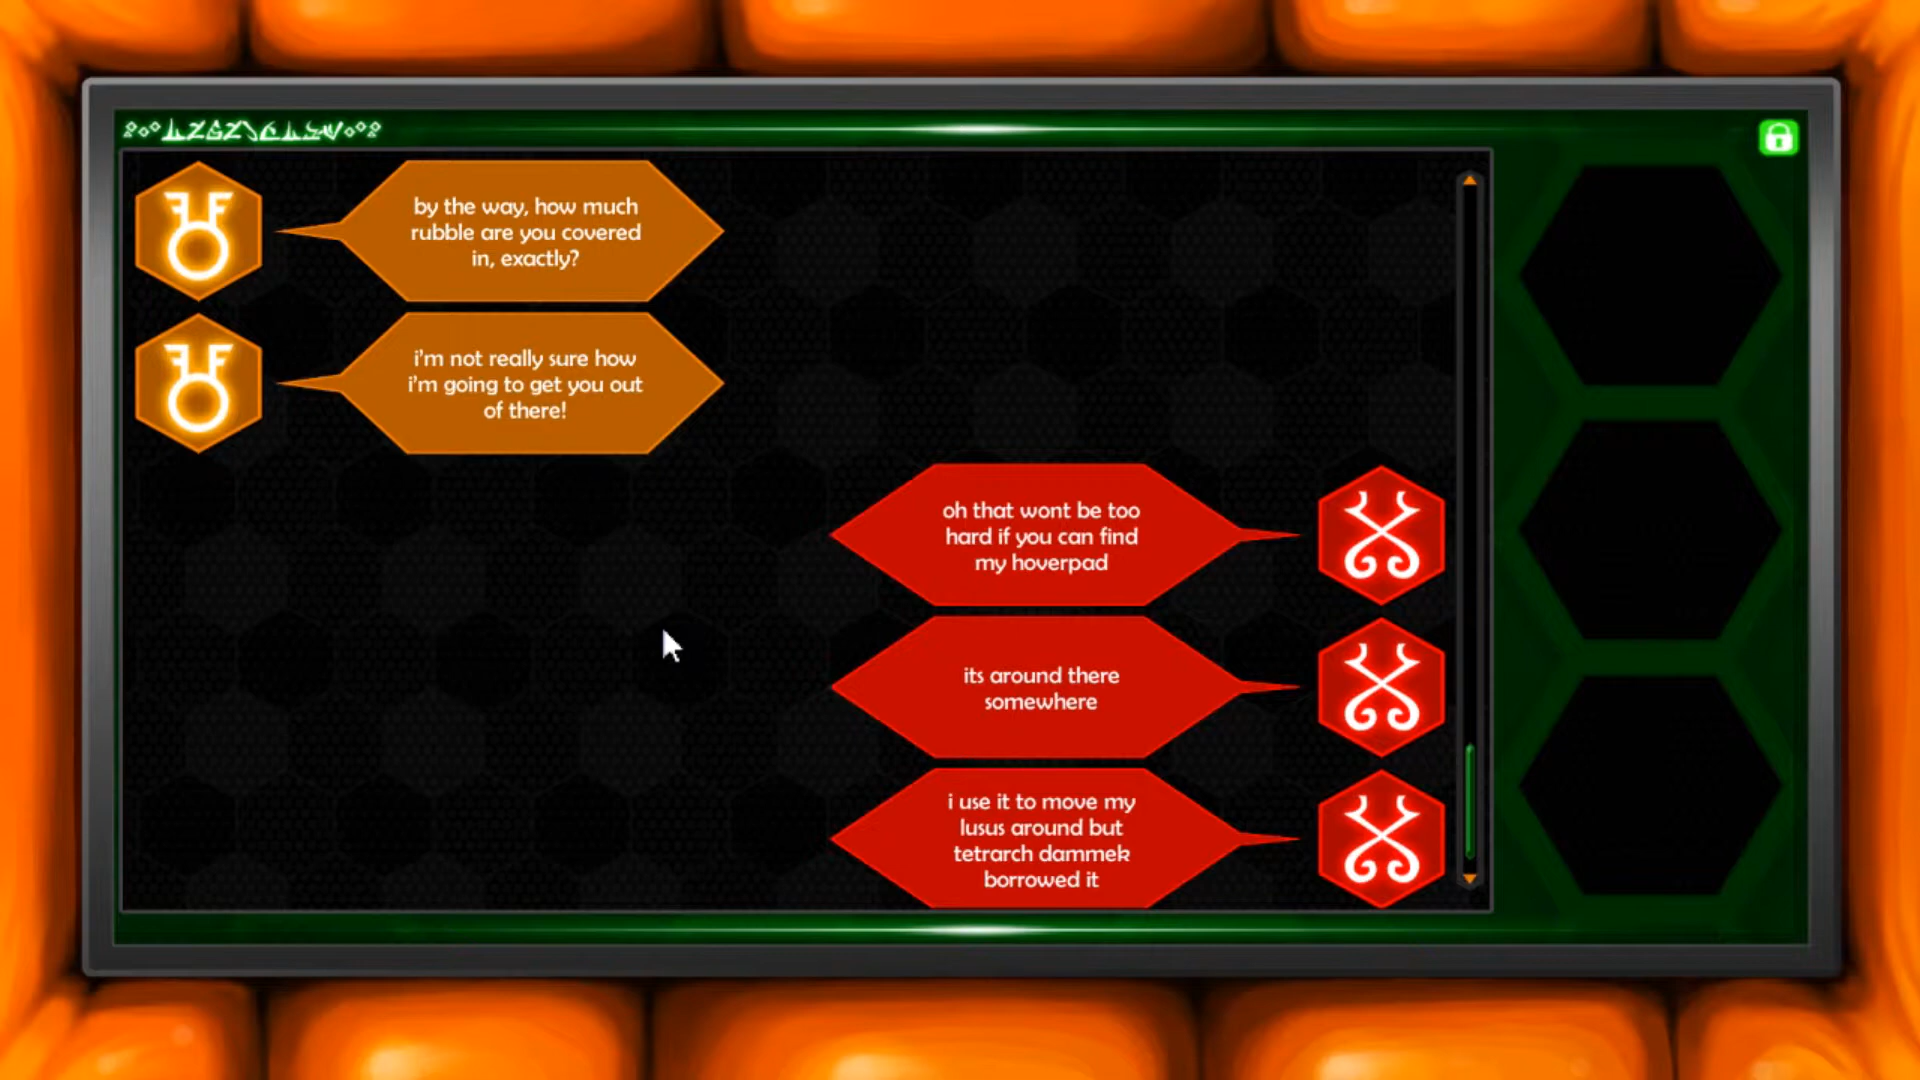 by the way, how much
rubble are you covered
in, exactly?
i'm not really sure how
i'm going to get you out
of there!
oh that wont be too
hard if you can find
my hoverpad
its around there
somewhere
i use it to move my
lusus around but
tetrarch dammek
borrowed it